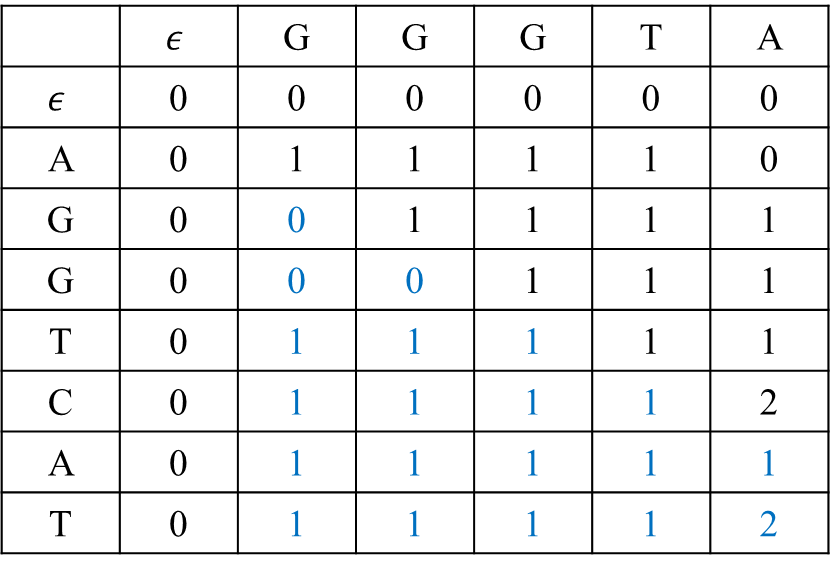 ϵ G G G T A
ϵ 0 0 0 0 0 0
A 0 1 1 1 1 0
G 0 0 1 1 1 1
G 0 0 0 1 1 1
T 0 1 1 1 1 1
C 0 1 1 1 1 2
A 0 1 1 1 1 1
T 0 1 1 1 1 2